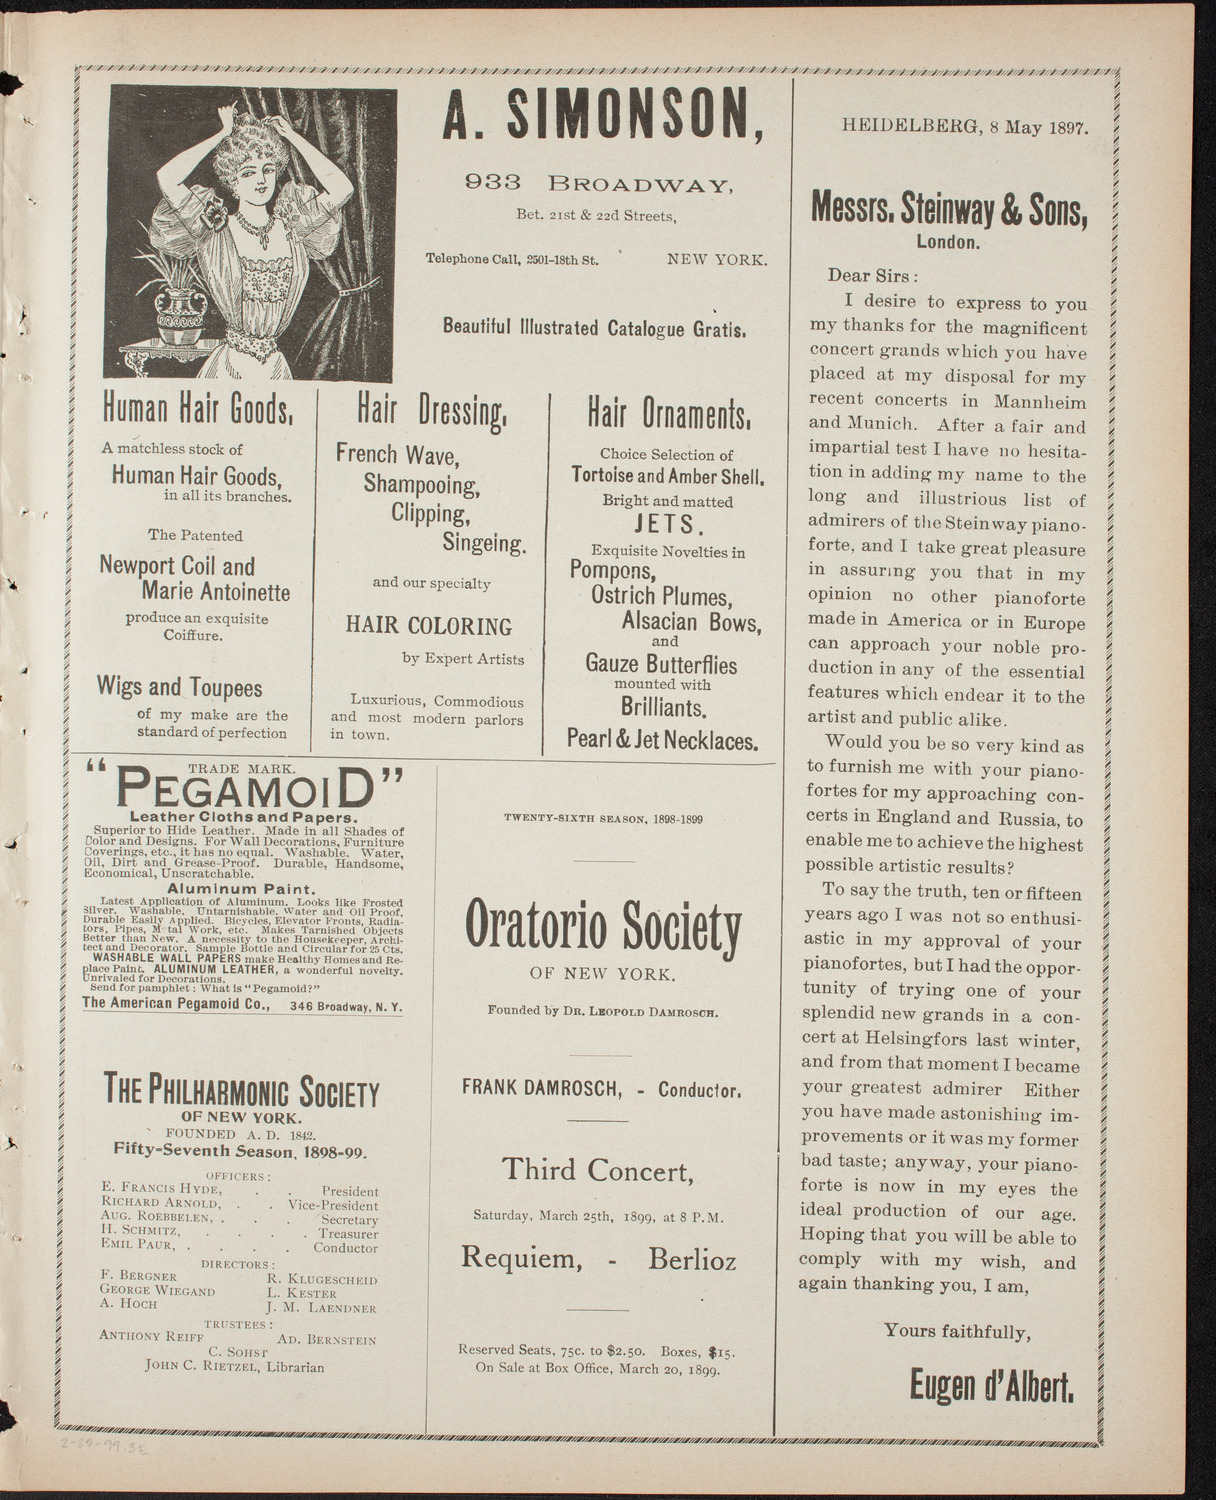 A. SIMONSON,
933 BROADWAY,
Bet. 21st & 22d Streets,
Telephone Call, 2501-18th St. NEW YORK.
Beautiful Illustrated Catalogue Gratis.
Human Hair Goods,
A matchless stock of
Human Hair Goods,
in all its branches.
The Patented
Newport Coil and
Marie Antoinette
produce an exquisite
Coiffure.
Wigs and Toupees
of my make are the
standard of perfection
Hair Dressing,
French Wave,
Shampooing,
Clipping,
Singeing.
and our specialty
HAIR COLORING
by Expert Artists
Luxurious, Commodious
and most modern parlors
in town.
Hair Ornaments,
Choice Selection of
Tortoise and Amber Shell.
Bright and matted
JETS.
Exquisite Novelties in
Pompons,
Ostrich Plumes,
Alsacian Bows,
and
Gauze Butterflies
mounted with
Brilliants.
Pearl & Jet Necklaces.
TRADE MARK.
"PEGAMOID"
Leather Cloths and Papers.
Superior to Hide Leather. Made in all Shades of
Color and Designs. For Wall Decorations, Furniture
Coverings, etc., it has no equal. Washable. Water,
Oil, Dirt and Grease-Proof. Durable, Handsome,
Economical, Unscratchable.
Aluminum Paint.
Latest Application of Aluminum. Looks like Frosted
Silver. Washable. Untarnishable. Water and Oil Proof,
Durable Easily Applied. Bicycles, Elevator Fronts, Radia-
tors, Pipes, Metal Work, etc. Makes Tarnished Objects
Better than New. A necessity to the Housekeeper, Archi-
tect and Decorator. Sample Bottle and Circular for 25 Cts.
WASHABLE WALL PAPERS make Healthy Homes and Re-
place Paint. ALUMINUM LEATHER, a wonderful novelty.
Unrivaled for Decorations.
Send for pamphlet: What is "Pegamoid?"
The American Pegamoid Co., 346 Broadway, N. Y.
THE PHILHARMONIC SOCIETY
OF NEW YORK.
FOUNDED A. D. 1842.
Fifty-Seventh Season, 1898-99.
OFFICERS:
E. FRANCIS HYDE, . . President
RICHARD ARNOLD, . . Vice-President
AUG. ROEBBELEN, . . . Secretary
H. SCHMITZ, . . . . Treasurer
EMIL PAUR, . . . . Conductor
DIRECTORS:
F. BERGNER R. KLUGESCHEID
GEORGE WIEGAND L. KESTER
A. HOCH J. M. LAENDNER
TRUSTEES:
ANTHONY REIFF AD. BERNSTEIN
C. SOHST
JOHN C. RIETZEL, Librarian
TWENTY-SIXTH SEASON, 1898-1899
Oratorio Society
OF NEW YORK.
Founded by DR. LEOPOLD DAMROSCH.
FRANK DAMROSCH, - Conductor.
Third Concert,
Saturday, March 25th, 1899, at 8 P.M.
Requiem, - Berlioz
Reserved Seats, 75c. to $2.50. Boxes, $15.
On Sale at Box Office, March 20, 1899.
HEIDELBERG, 8 May 1897.
Messrs. Steinway & Sons,
London.
Dear Sirs:
I desire to express to you
my thanks for the magnificent
concert grands which you have
placed at my disposal for my
recent concerts in Mannheim
and Munich. After a fair and
impartial test I have no hesita-
tion in adding my name to the
long and illustrious list of
admirers of the Steinway piano-
forte, and I take great pleasure
in assuring you that in my
opinion no other pianoforte
made in America or in Europe
can approach your noble pro-
duction in any of the essential
features which endear it to the
artist and public alike.
Would you be so very kind as
to furnish me with your piano-
fortes for my approaching con-
certs in England and Russia, to
enable me to achieve the highest
possible artistic results?
To say the truth, ten or fifteen
years ago I was not so enthusi-
astic in my approval of your
pianofortes, but I had the oppor-
tunity of trying one of your
splendid new grands in a con-
cert at Helsingfors last winter,
and from that moment I became
your greatest admirer Either
you have made astonishing im-
provements or it was my former
bad taste; anyway, your piano-
forte is now in my eyes the
ideal production of our age.
Hoping that you will be able to
comply with my wish, and
again thanking you, I am,
Yours faithfully,
Eugen d'Albert.